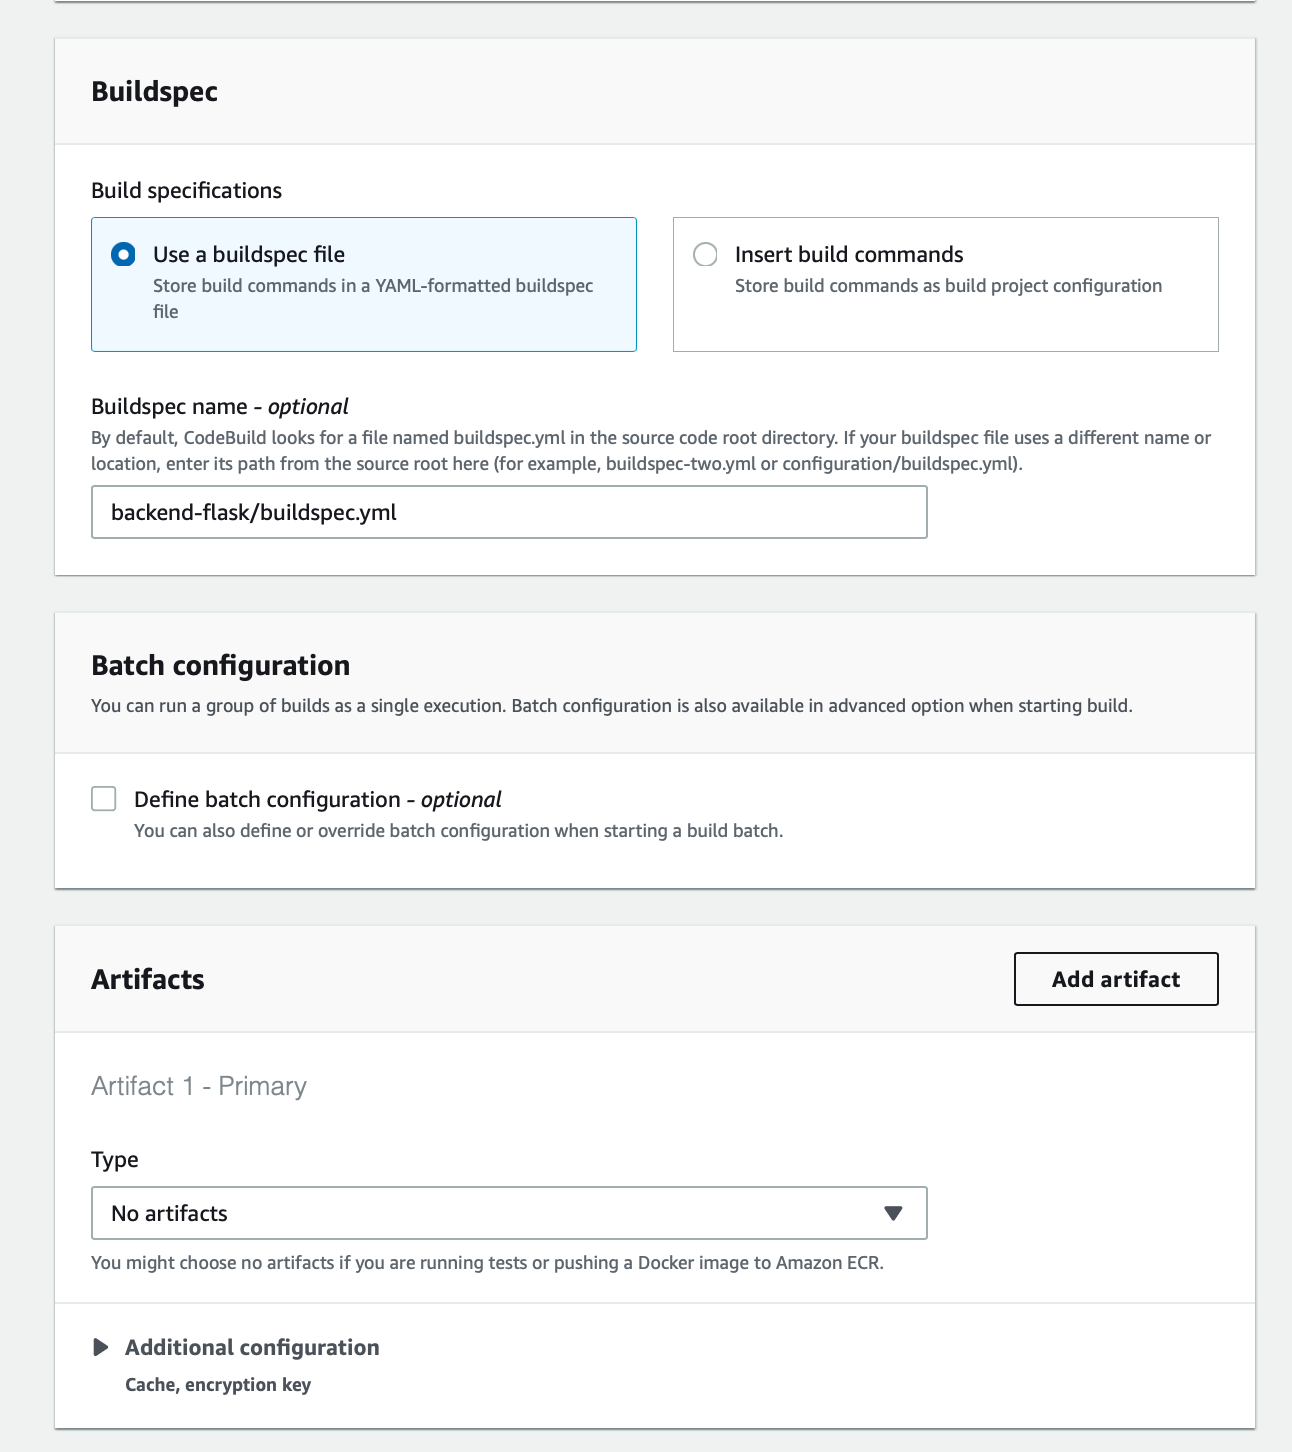 Buildspec
Build specifications
Use a buildspec file
Store build commands in a YAML-formatted buildspec
file
Insert build commands
Store build commands as build project configuration
Buildspec name - optional
By default, CodeBuild looks for a file named buildspec.yml in the source code root directory. If your buildspec file uses a different name or
location, enter its path from the source root here (for example, buildspec-two.yml or configuration/buildspec.yml).
backend-flask/buildspec.yml
Batch configuration
You can run a group of builds as a single execution. Batch configuration is also available in advanced option when starting build.
Define batch configuration - optional
You can also define or override batch configuration when starting a build batch.
Artifacts
Add artifact
Artifact 1 - Primary
Type
No artifacts
You might choose no artifacts if you are running tests or pushing a Docker image to Amazon ECR.
Additional configuration
Cache, encryption key